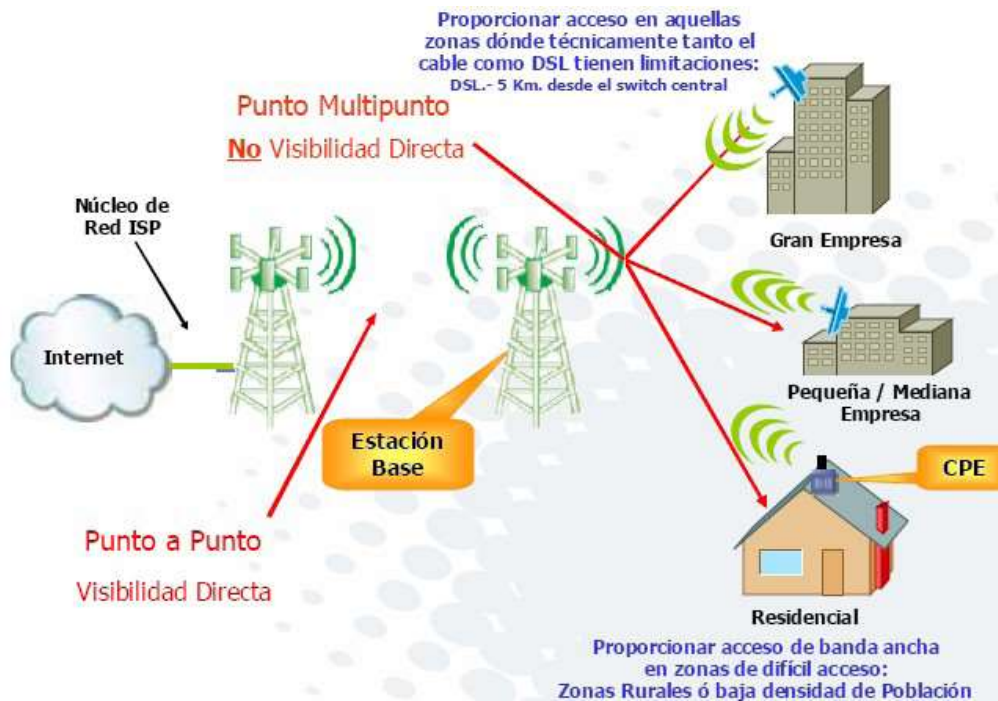 Proporcionar acceso en aquellas
zonas dónde técnicamente tanto el
cable como DSL tienen limitaciones:
DSL.- 5 Km. desde el switch central
Punto Multipunto
No Visibilidad Directa
Núcleo de
Red ISP
Gran Empresa
Internet
Pequeña / Mediana
Empresa
Estación
Base
CPE
Punto a Punto
Visibilidad Directa
Residencial
Proporcionar acceso de banda ancha
en zonas de difícil acceso:
Zonas Rurales ó baja densidad de Población